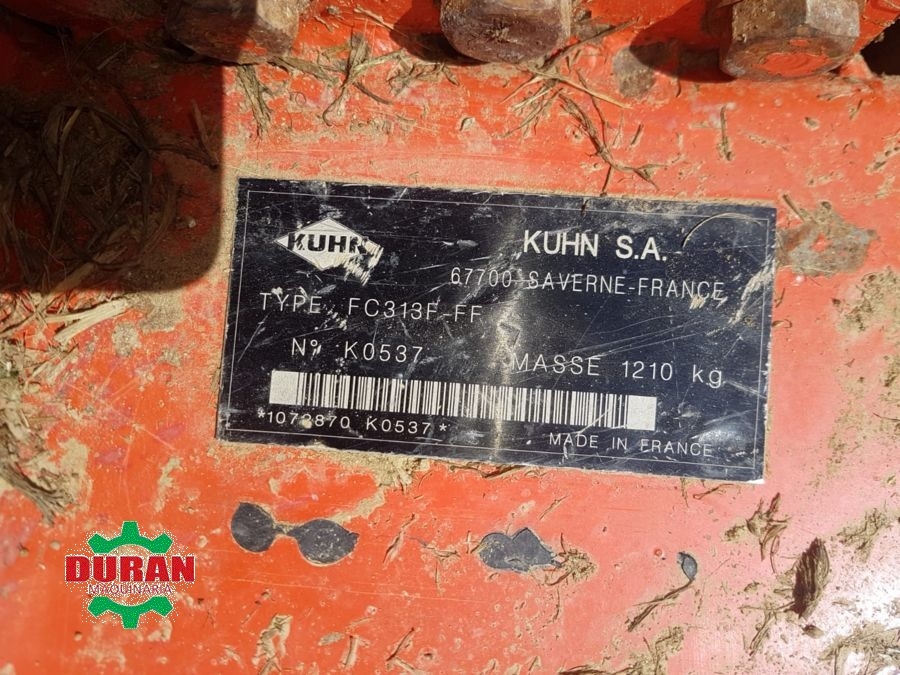 KUHN
KUHN S.A.
67700 SAVERNE-FRANCE
TYPE FC313F-FF
N° K0537 MASSE 1210 kg
*1072870 K0537*
MADE IN FRANCE
DURAN
MAQUINARIA